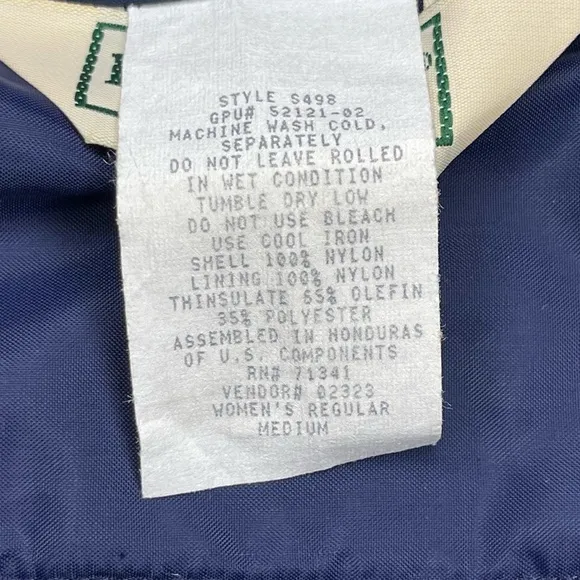 STYLE S498
GPU# 52121-02
MACHINE WASH COLD,
SEPARATELY
DO NOT LEAVE ROLLED
IN WET CONDITION
TUMBLE DRY LOW
DO NOT USE BLEACH
USE COOL IRON
SHELL 100% NYLON
LINING 100% NYLON
THINSULATE 65% OLEFIN
35% POLYESTER
ASSEMBLED IN HONDURAS
OF U.S. COMPONENTS
RN# 71341
VENDOR# 02323
WOMEN'S REGULAR
MEDIUM